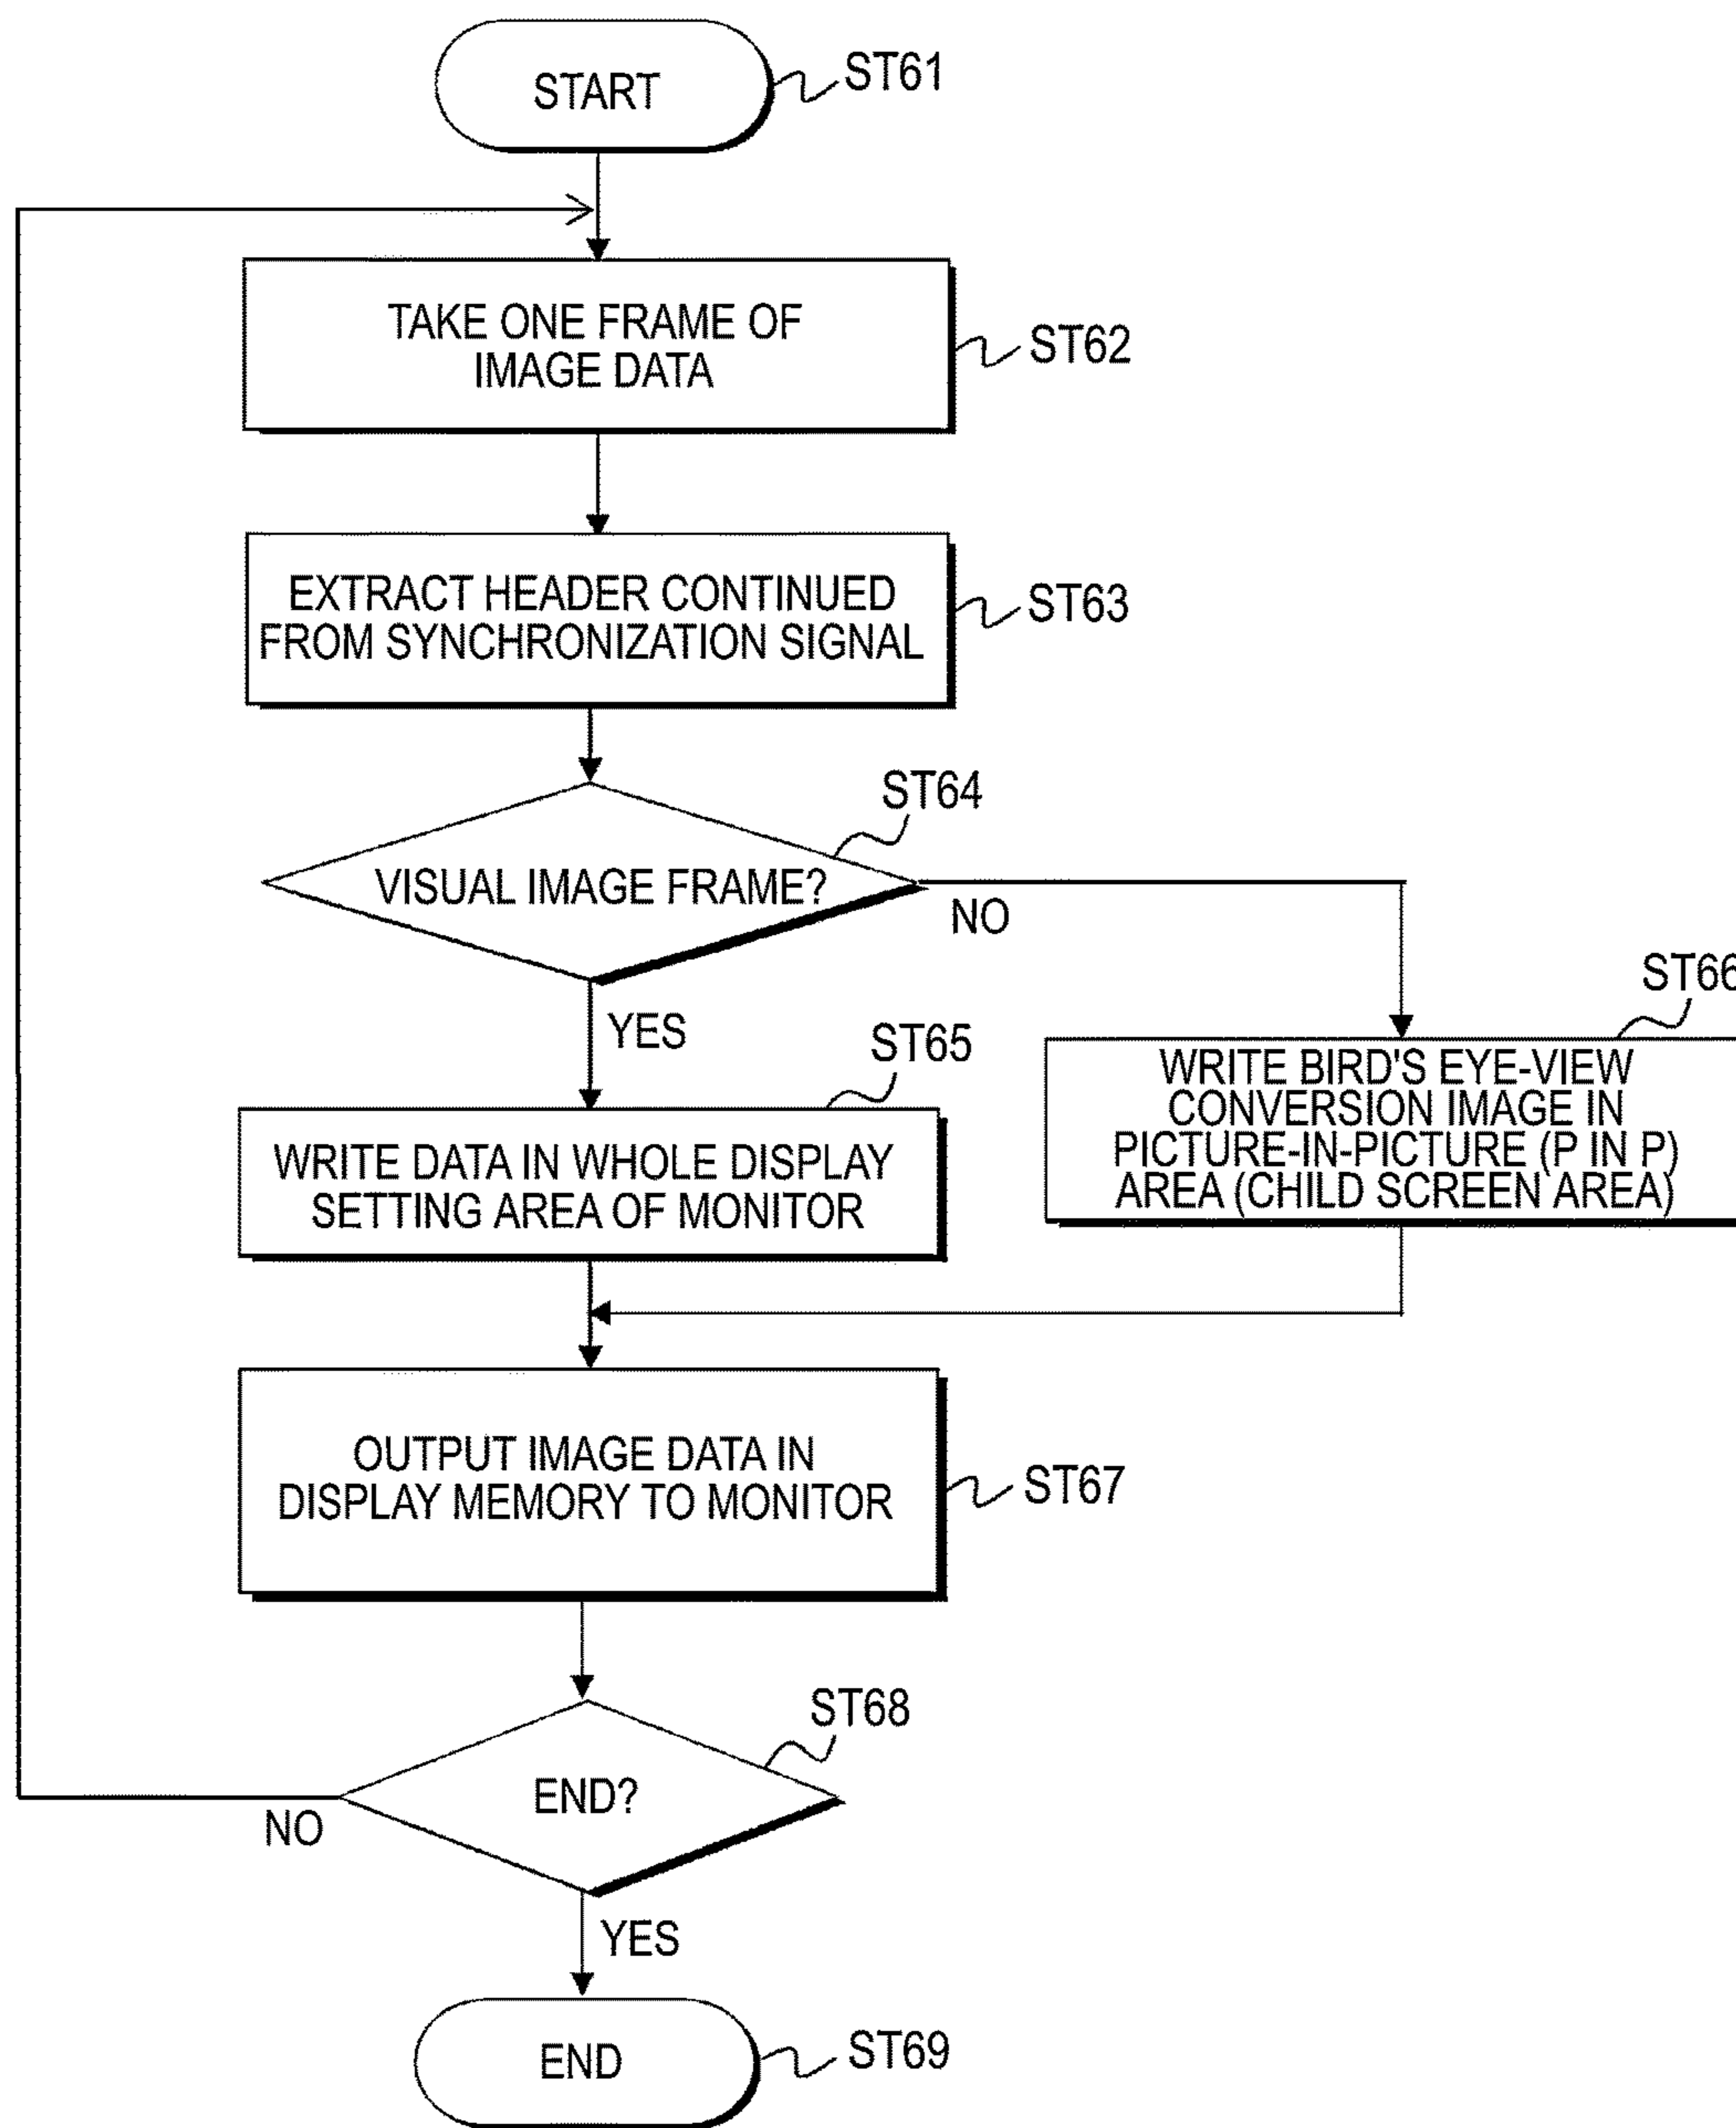 START
ST61
TAKE ONE FRAME OF
IMAGE DATA
ST62
EXTRACT HEADER CONTINUED
FROM SYNCHRONIZATION SIGNAL
ST63
ST64
VISUAL IMAGE FRAME?
NO
YES
ST65
WRITE DATA IN WHOLE DISPLAY
SETTING AREA OF MONITOR
ST66
WRITE BIRD'S EYE-VIEW
CONVERSION IMAGE IN
PICTURE-IN-PICTURE (P IN P)
AREA (CHILD SCREEN AREA)
OUTPUT IMAGE DATA IN
DISPLAY MEMORY TO MONITOR
ST67
ST68
END?
NO
YES
END
ST69